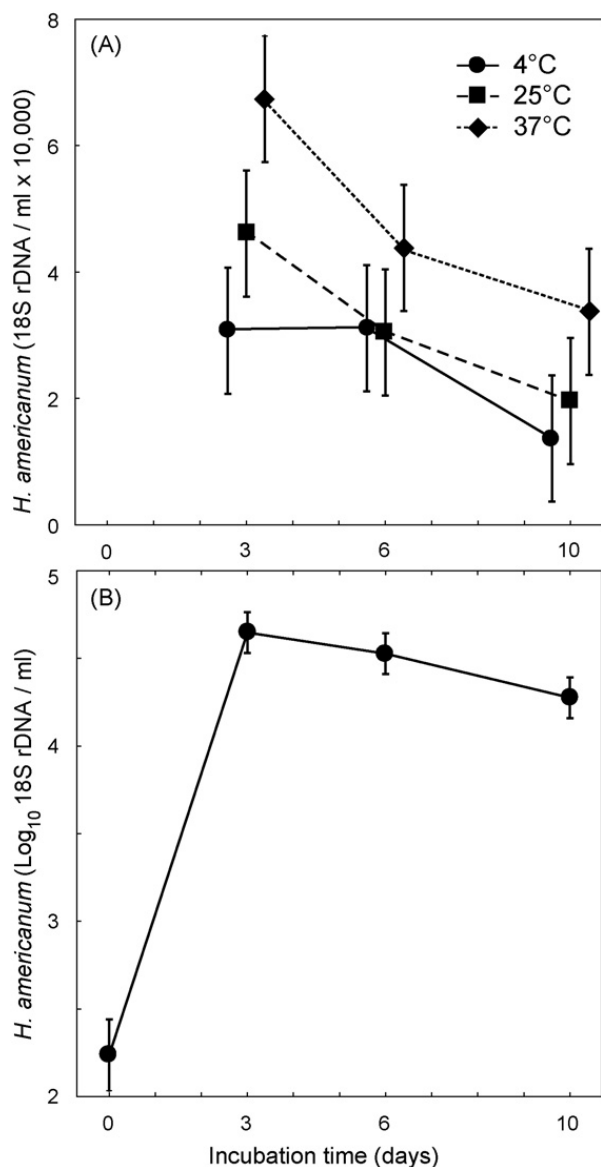 (A)
4°C
25°C
37°C
H. americanum (18S rDNA / ml x 10,000)
8
6
4
2
0
0 3 6 10
(B)
H. americanum (Log₁₀ 18S rDNA / ml)
5
4
3
2
0 3 6 10
Incubation time (days)